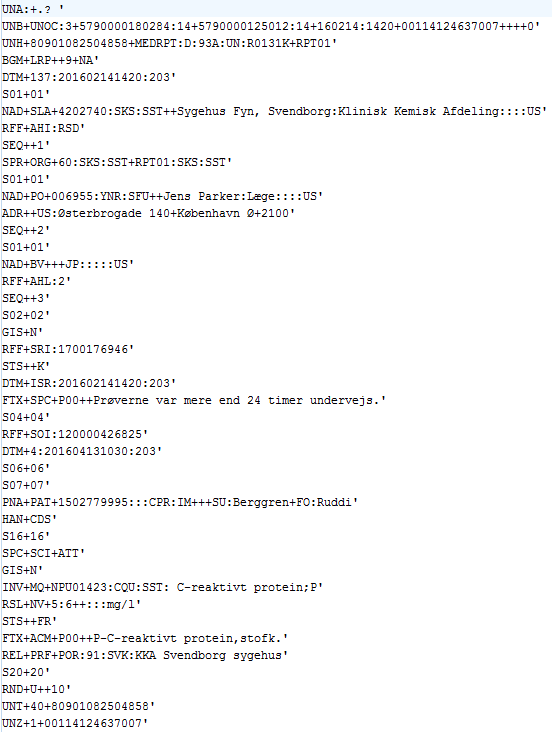 UNA:+.? '
UNB+UNOC:3+5790000180284:14+5790000125012:14+160214:1420+00114124637007++++0'
UNH+80901082504858+MEDRPT:D:93A:UN:R0131K+RPT01'
BGM+LRP++9+NA'
DTM+137:201602141420:203'
S01+01'
NAD+SLA+4202740:SKS:SST++Sygehus Fyn, Svendborg:Klinisk Kemisk Afdeling::::US'
RFF+AHI:RSD'
SEQ++1'
SPR+ORG+60:SKS:SST+RPT01:SKS:SST'
S01+01'
NAD+PO+006955:YNR:SFU++Jens Parker:Læge::::US'
ADR++US:Østerbrogade 140+København Ø+2100'
SEQ++2'
S01+01'
NAD+BV+++JP:::::US'
RFF+AHL:2'
SEQ++3'
S02+02'
GIS+N'
RFF+SRI:1700176946'
STS++K'
DTM+ISR:201602141420:203'
FTX+SPC+P00++Prøverne var mere end 24 timer undervejs.'
S04+04'
RFF+SOI:120000426825'
DTM+4:201604131030:203'
S06+06'
S07+07'
PNA+PAT+1502779995:::CPR:IM+++SU:Berggren+FO:Ruddi'
HAN+CDS'
S16+16'
SPC+SCI+ATT'
GIS+N'
INV+MQ+NPU01423:CQU:SST: C-reaktivt protein;P'
RSL+NV+5:6++:::mg/l'
STS++FR'
FTX+ACM+P00++P-C-reaktivt protein,stofk.'
REL+PRF+POR:91:SVK:KKA Svendborg sygehus'
S20+20'
RND+U++10'
UNT+40+80901082504858'
UNZ+1+00114124637007'